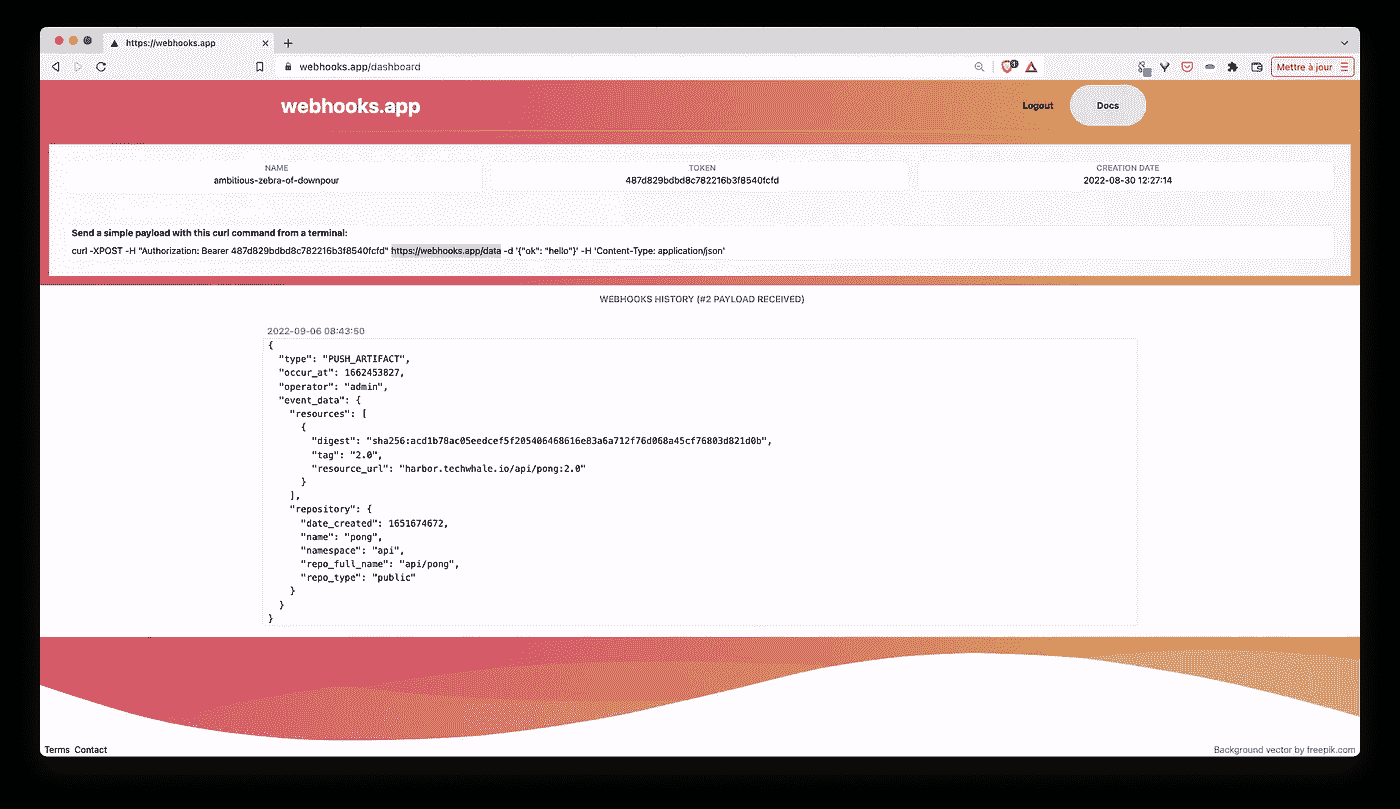 https://webhooks.app
webhooks.app/dashboard
Mettre à jour
webhooks.app
Logout
Docs
NAME
ambitious-zebra-of-downpour
TOKEN
487d829bdbd8c782216b3f8540fcfd
CREATION DATE
2022-08-30 12:27:14
Send a simple payload with this curl command from a terminal:
curl -XPOST -H "Authorization: Bearer 487d829bdbd8c782216b3f8540fcfd" https://webhooks.app/data -d '{"ok": "hello"}' -H 'Content-Type: application/json'
WEBHOOKS HISTORY (#2 PAYLOAD RECEIVED)
2022-09-06 08:43:50
{
"type": "PUSH_ARTIFACT",
"occur_at": 1662453827,
"operator": "admin",
"event_data": {
"resources": [
{
"digest": "sha256:acd1b78ac05eedcef5f205406468616e83a6a712f76d068a45cf76803d821d0b",
"tag": "2.0",
"resource_url": "harbor.techwhale.io/api/pong:2.0"
}
],
"repository": {
"date_created": 1651674672,
"name": "pong",
"namespace": "api",
"repo_full_name": "api/pong",
"repo_type": "public"
}
}
}
Terms Contact
Background vector by freepik.com